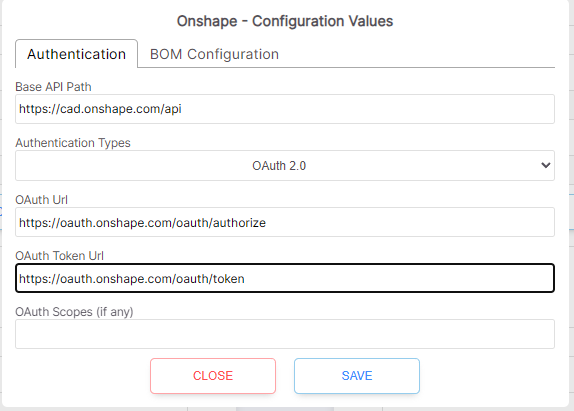 Onshape - Configuration Values
Authentication
BOM Configuration
Base API Path
https://cad.onshape.com/api
Authentication Types
OAuth 2.0
OAuth Url
https://oauth.onshape.com/oauth/authorize
OAuth Token Url
https://oauth.onshape.com/oauth/token
OAuth Scopes (if any)
CLOSE
SAVE